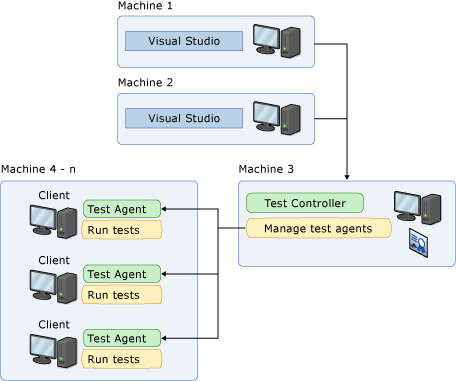 Machine 1
Visual Studio
Machine 2
Visual Studio
Machine 3
Test Controller
Manage test agents
Machine 4 - n
Client
Test Agent
Run tests
Client
Test Agent
Run tests
Client
Test Agent
Run tests